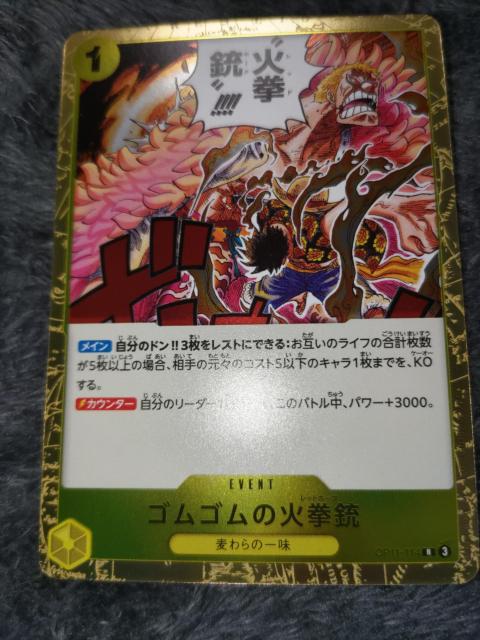 1
“火拳
銃”!!!!
メイン 自分のドン!!3枚をレストにできる:お互いのライフの合計枚数
が5枚以上の場合、相手の元々のコスト5以下のキャラ1枚までを、KO
する。
カウンター 自分のリーダー このバトル中、パワー+3000。
EVENT
ゴムゴムの火拳銃
麦わらの一味
OP11-114 N 3